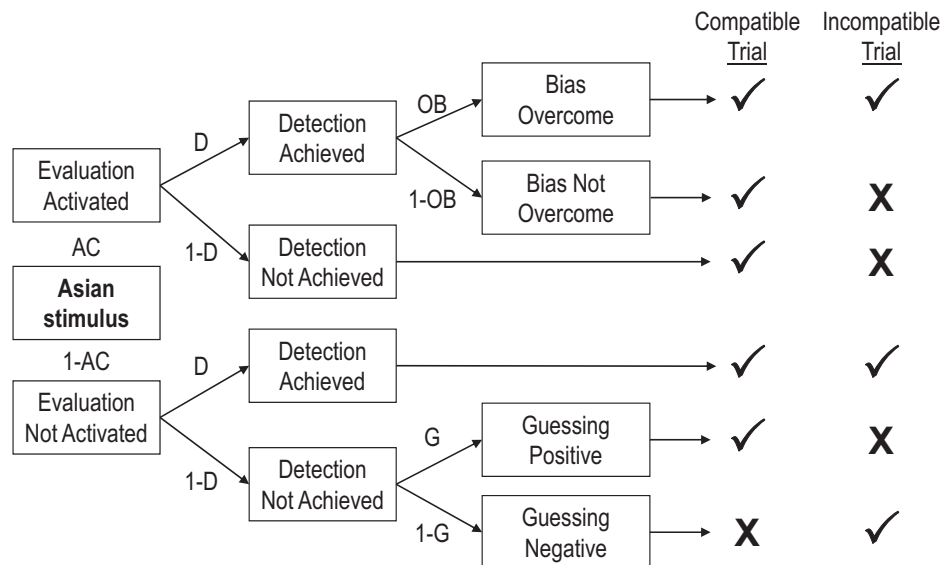 Compatible Incompatible
Trial Trial
Bias
Overcome
OB
Detection
Achieved
D
Evaluation
Activated
1-OB
Bias Not
Overcome
X
1-D
Detection
Not Achieved
X
AC
Asian
stimulus
1-AC
D
Detection
Achieved
Evaluation
Not Activated
G
Guessing
Positive
X
1-D
Detection
Not Achieved
1-G
Guessing
Negative
X